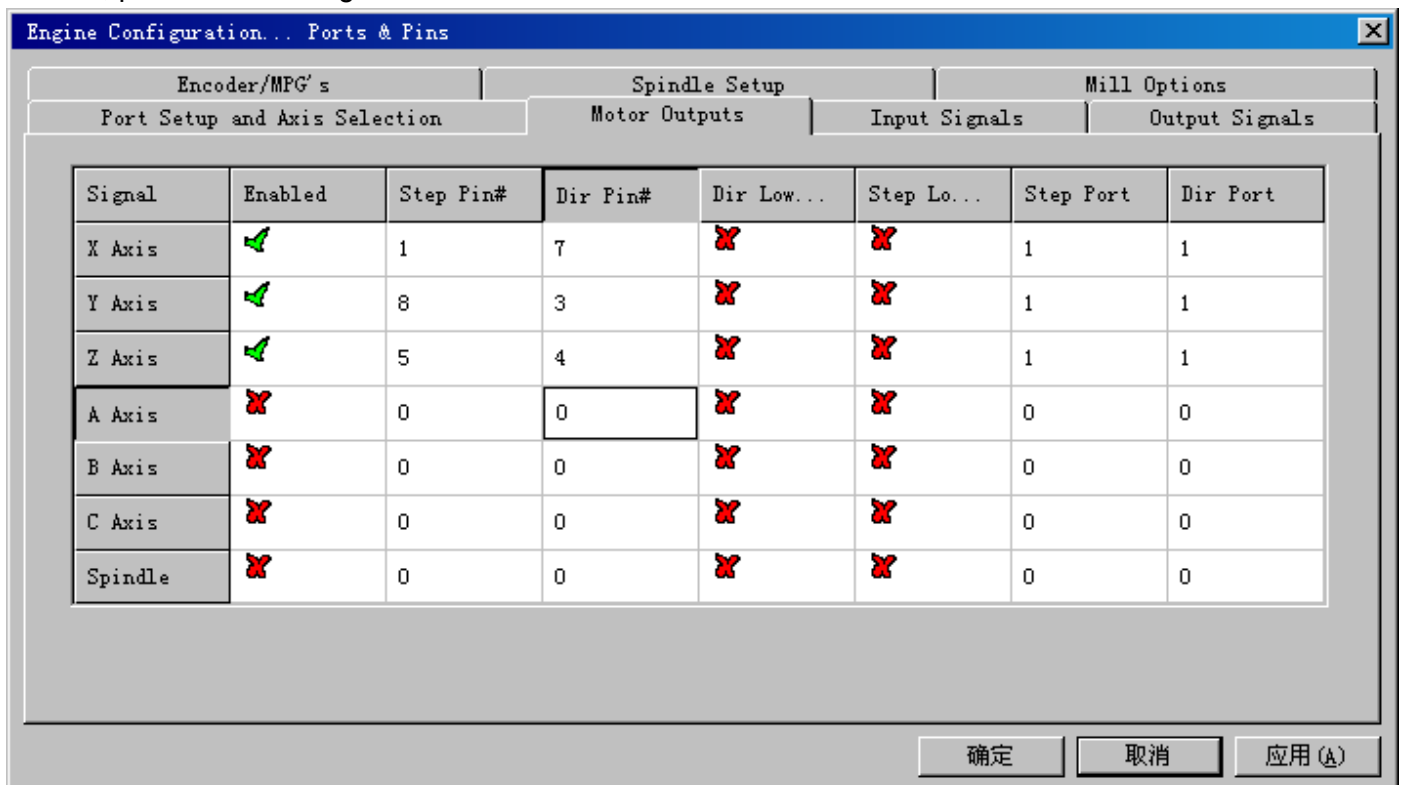 Engine Configuration... Ports & Pins
Encoder/MPG's Spindle Setup Mill Options
Port Setup and Axis Selection Motor Outputs Input Signals Output Signals
Signal Enabled Step Pin# Dir Pin# Dir Low... Step Lo... Step Port Dir Port
X Axis 1 7 1 1
Y Axis 8 3 1 1
Z Axis 5 4 1 1
A Axis 0 0 0 0
B Axis 0 0 0 0
C Axis 0 0 0 0
Spindle 0 0 0 0
确定 取消 应用(A)